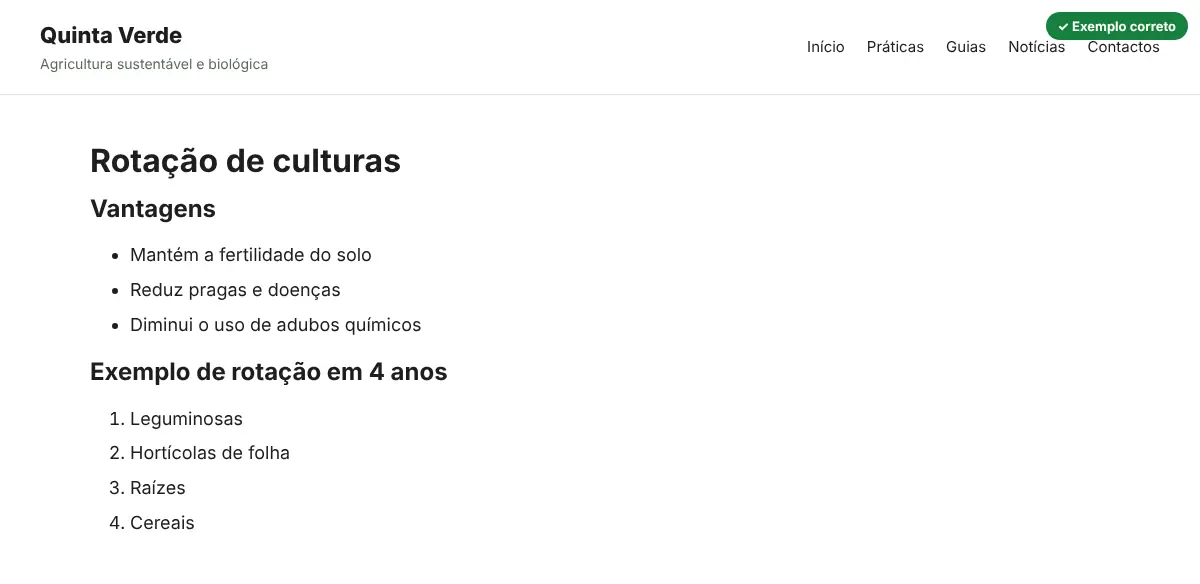 Quinta Verde
Agricultura sustentável e biológica
✓ Exemplo correto
Início Práticas Guias Notícias Contactos
Rotação de culturas
Vantagens
• Mantém a fertilidade do solo
• Reduz pragas e doenças
• Diminui o uso de adubos químicos
Exemplo de rotação em 4 anos
1. Leguminosas
2. Hortícolas de folha
3. Raízes
4. Cereais